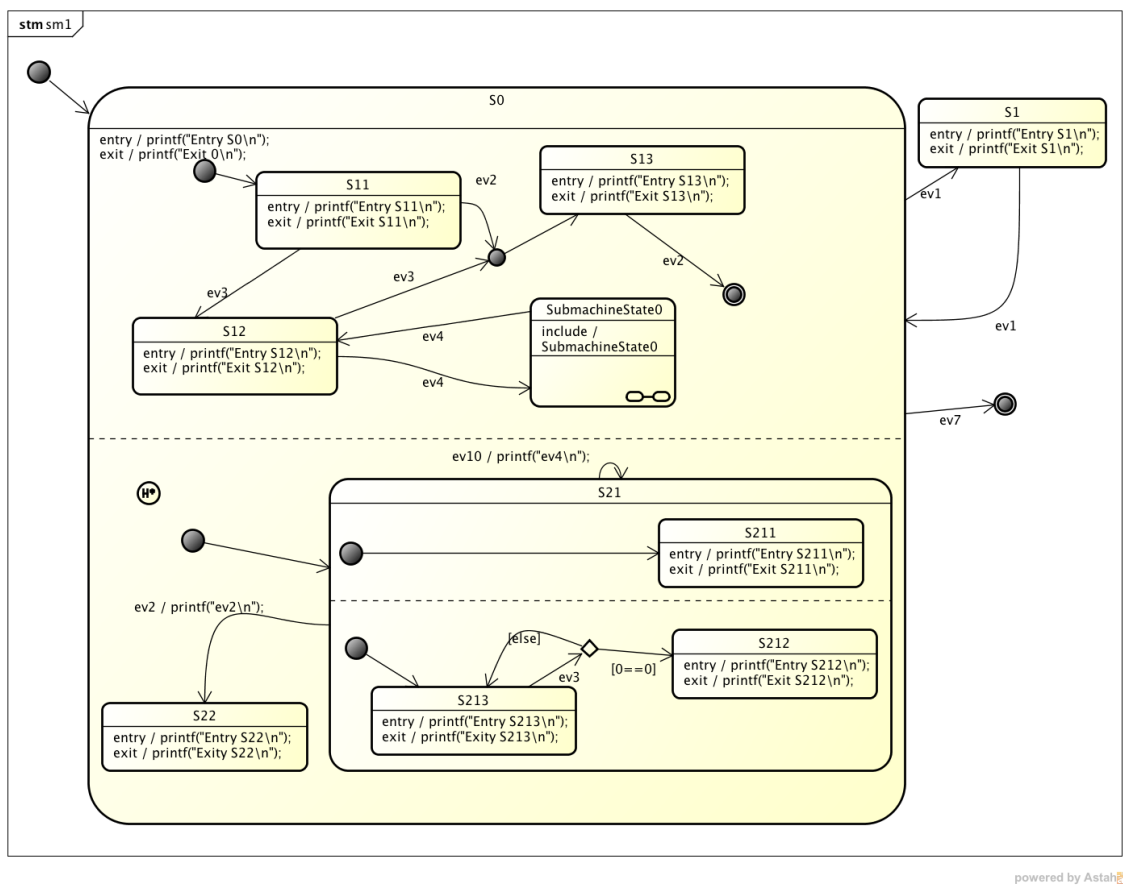 stm sm1
S0
entry / printf("Entry S0\n");
exit / printf("Exit 0\n");
S11
entry / printf("Entry S11\n");
exit / printf("Exit S11\n");
ev2
S13
entry / printf("Entry S13\n");
exit / printf("Exit S13\n");
S1
entry / printf("Entry S1\n");
exit / printf("Exit S1\n");
ev1
ev3
ev2
ev3
S12
entry / printf("Entry S12\n");
exit / printf("Exit S12\n");
ev4
ev4
SubmachineState0
include /
SubmachineState0
ev1
ev7
ev10 / printf("ev4\n");
H*
S21
S211
entry / printf("Entry S211\n");
exit / printf("Exit S211\n");
ev2 / printf("ev2\n");
[else]
ev3
[0==0]
S212
entry / printf("Entry S212\n");
exit / printf("Exit S212\n");
S213
entry / printf("Entry S213\n");
exit / printf("Exity S213\n");
S22
entry / printf("Entry S22\n");
exit / printf("Exity S22\n");
powered by Astah